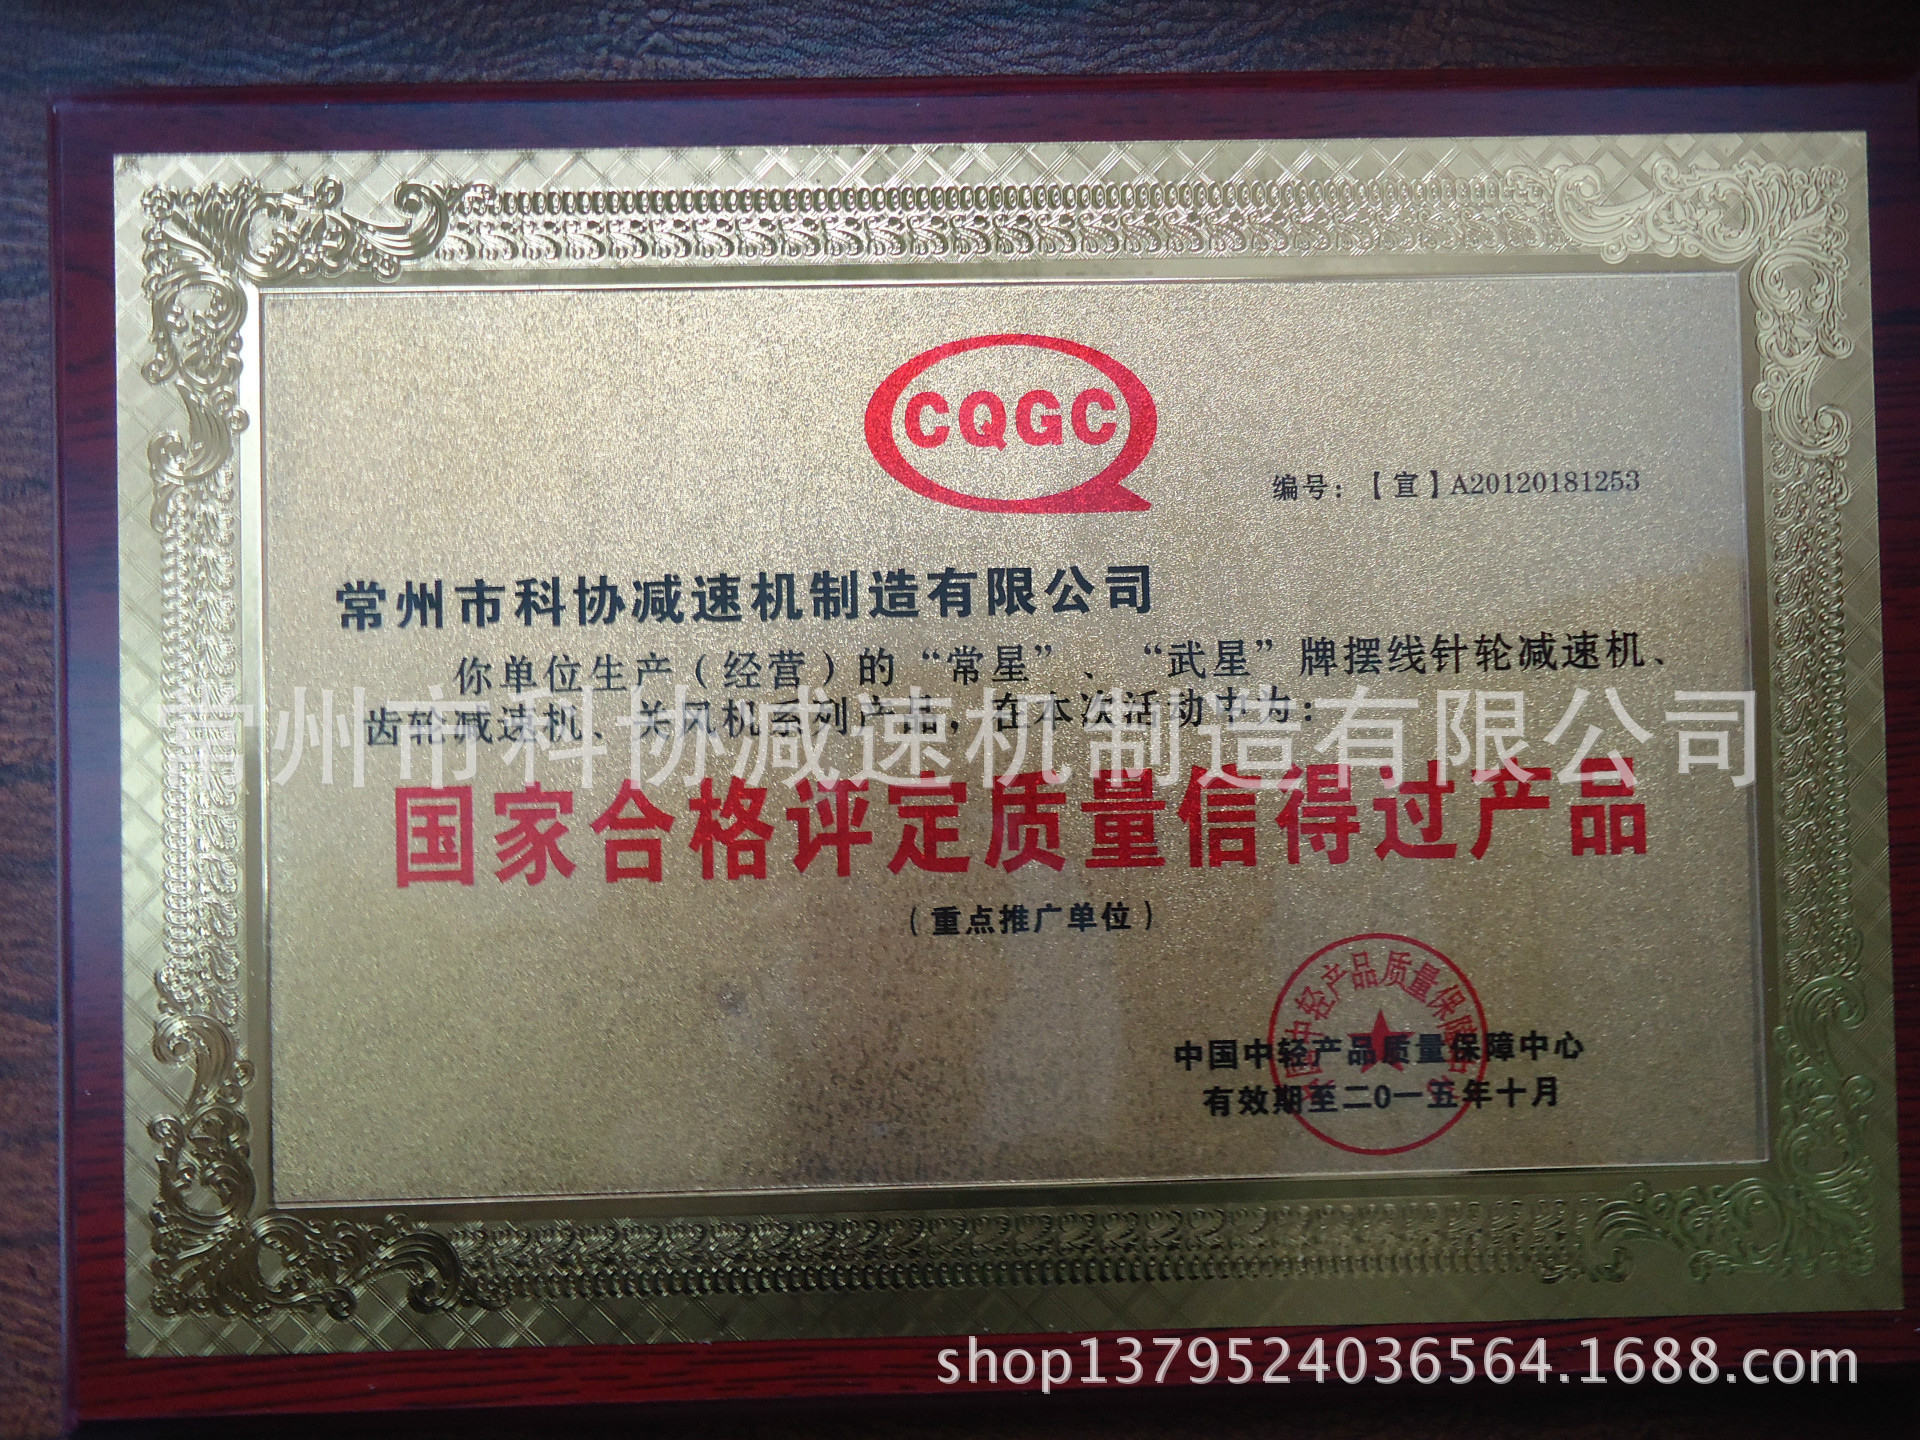 CQGC
编号：【宣】A20120181253
常州市科协减速机制造有限公司
你单位生产（经营）的“常星”、“武星”牌摆线针轮减速机、
齿轮减速机、关风机系列产品，在本次活动中为：
常州市科协减速机制造有限公司
国家合格评定质量信得过产品
（重点推广单位）
中国中轻产品质量保障中心
中国中轻产品质量保障中心
有效期至二0一五年十月
shop1379524036564.1688.com